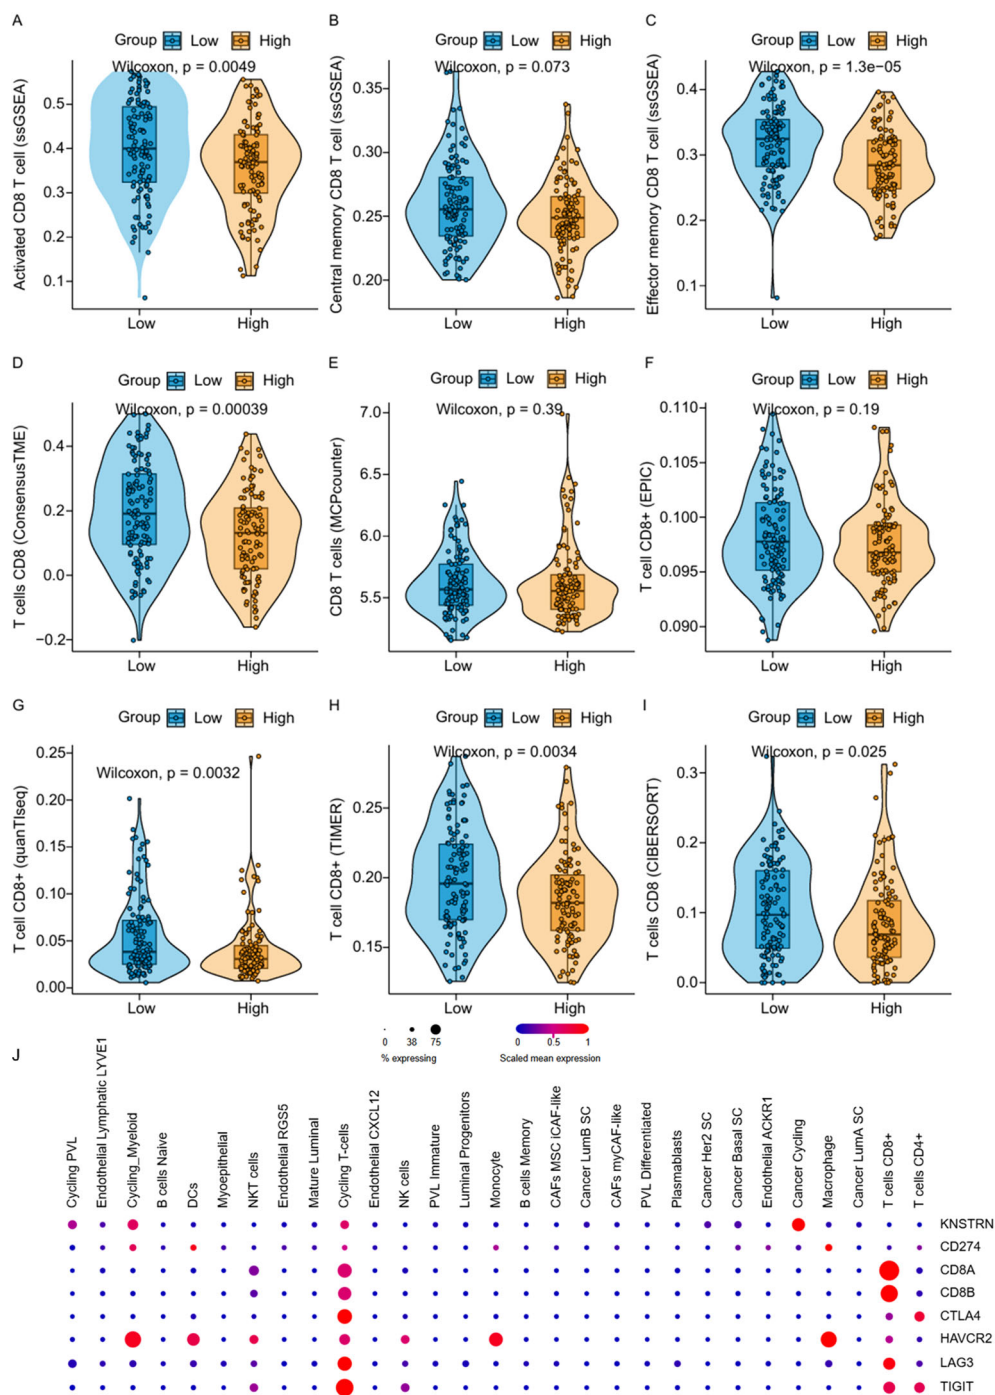 A
Group Low High
Wilcoxon, p = 0.0049
Activated CD8 T cell (ssGSEA)
0.5
0.4
0.3
0.2
0.1
Low High
B
Group Low High
Wilcoxon, p = 0.073
Central memory CD8 T cell (ssGSEA)
0.35
0.30
0.25
0.20
Low High
C
Group Low High
Wilcoxon, p = 1.3e−05
Effector memory CD8 T cell (ssGSEA)
0.4
0.3
0.2
0.1
Low High
D
Group Low High
Wilcoxon, p = 0.00039
T cells CD8 (ConsensusTME)
0.4
0.2
0.0
−0.2
Low High
E
Group Low High
Wilcoxon, p = 0.39
CD8 T cells (MCPcounter)
7.0
6.5
6.0
5.5
Low High
F
Group Low High
Wilcoxon, p = 0.19
T cell CD8+ (EPIC)
0.110
0.105
0.100
0.095
0.090
Low High
G
Group Low High
Wilcoxon, p = 0.0032
T cell CD8+ (quanTIseq)
0.25
0.20
0.15
0.10
0.05
0.00
Low High
H
Group Low High
Wilcoxon, p = 0.0034
T cell CD8+ (TIMER)
0.25
0.20
0.15
Low High
I
Group Low High
Wilcoxon, p = 0.025
T cells CD8 (CIBERSORT)
0.3
0.2
0.1
0.0
Low High
J
0 38 75
% expressing
0 0.5 1
Scaled mean expression
Cycling PVL
Endothelial Lymphatic LYVE1
Cycling_Myeloid
B cells Naive
DCs
Myoepithelial
NKT cells
Endothelial RGS5
Mature Luminal
Cycling T-cells
Endothelial CXCL12
NK cells
PVL Immature
Luminal Progenitors
Monocyte
B cells Memory
CAFs MSC iCAF-like
Cancer LumB SC
CAFs myCAF-like
PVL Differentiated
Plasmablasts
Cancer Her2 SC
Cancer Basal SC
Endothelial ACKR1
Cancer Cycling
Macrophage
Cancer LumA SC
T cells CD8+
T cells CD4+
KNSTRN
CD274
CD8A
CD8B
CTLA4
HAVCR2
LAG3
TIGIT